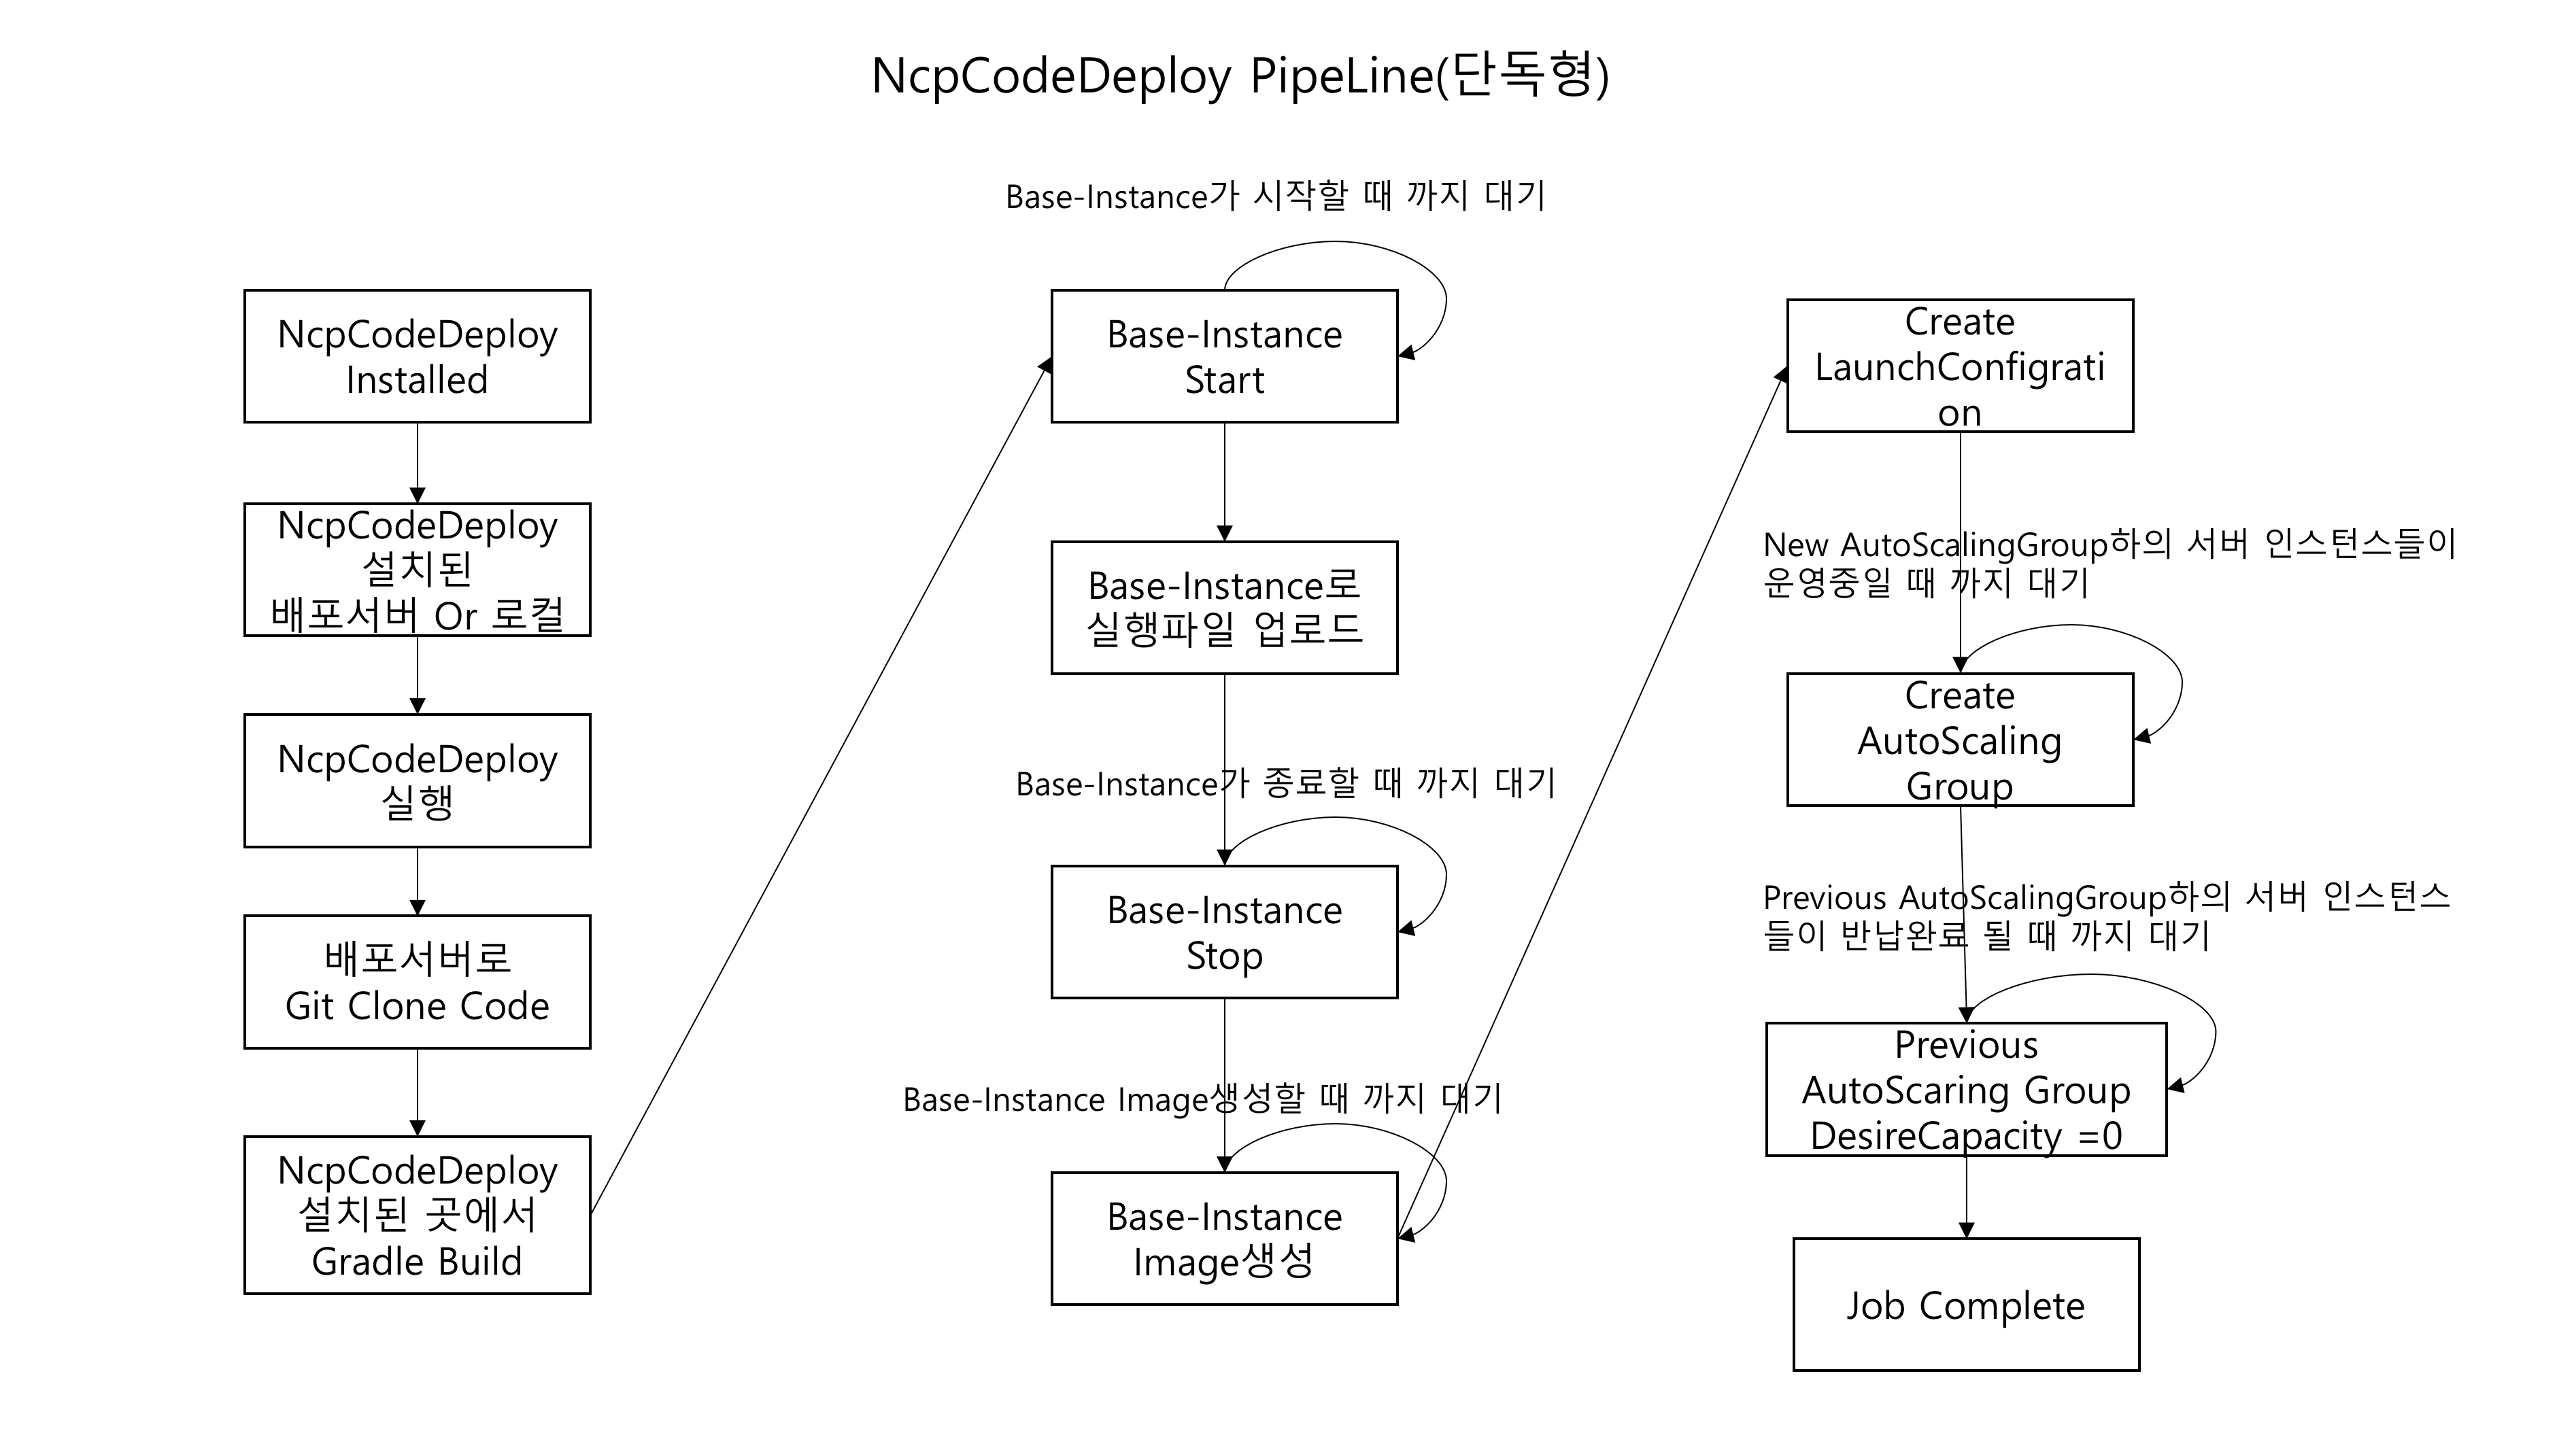 NcpCodeDeploy PipeLine(단독형)
NcpCodeDeploy
Installed
NcpCodeDeploy
설치된
배포서버 Or 로컬
NcpCodeDeploy
실행
배포서버로
Git Clone Code
NcpCodeDeploy
설치된 곳에서
Gradle Build
Base-Instance가 시작할 때 까지 대기
Base-Instance
Start
Base-Instance로
실행파일 업로드
Base-Instance가 종료할 때 까지 대기
Base-Instance
Stop
Base-Instance Image생성할 때 까지 대기
Base-Instance
Image생성
Create
LaunchConfigrati
on
New AutoScalingGroup하의 서버 인스턴스들이
운영중일 때 까지 대기
Create
AutoScaling
Group
Previous AutoScalingGroup하의 서버 인스턴스
들이 반납완료 될 때 까지 대기
Previous
AutoScaring Group
DesireCapacity =0
Job Complete